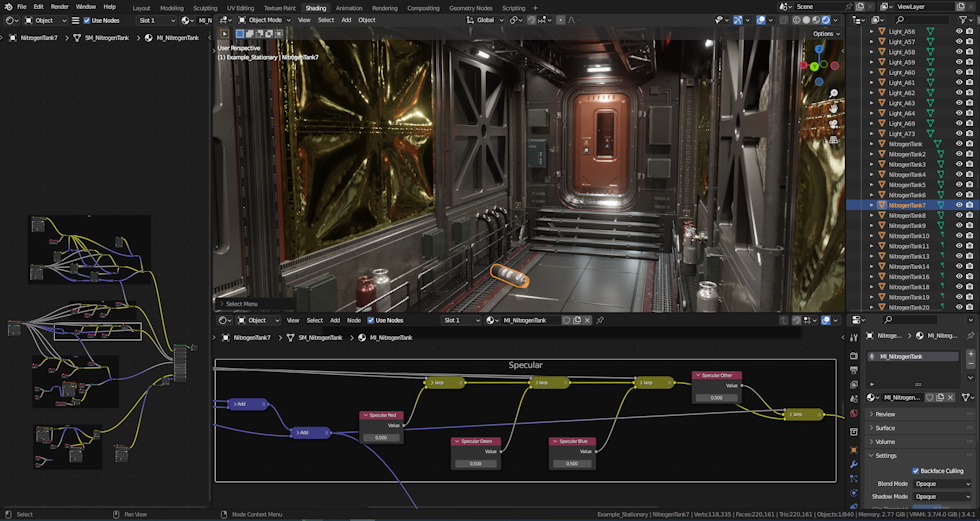 File Edit Render Window Help Layout Modeling Sculpting UV Editing Texture Paint Shading Animation Rendering Compositing Geometry Nodes Scripting + Scene ViewLayer
Object Use Nodes Slot 1 MI_N Object Mode View Select Add Object Global
NitrogenTank7 > SM_NitrogenTank > MI_NitrogenTank
Options
User Perspective
(1) Example_Stationary | NitrogenTank7
Select Menu
Light_A56
Light_A57
Light_A58
Light_A59
Light_A60
Light_A61
Light_A62
Light_A63
Light_A64
Light_A69
Light_A73
NitrogenTank
NitrogenTank2
NitrogenTank3
NitrogenTank4
NitrogenTank5
NitrogenTank6
NitrogenTank7
NitrogenTank8
NitrogenTank9
NitrogenTank10
NitrogenTank11
NitrogenTank13
NitrogenTank14
NitrogenTank16
NitrogenTank18
NitrogenTank19
NitrogenTank20
Object View Select Add Node Use Nodes Slot 1 MI_NitrogenTank
NitrogenTank7 > SM_NitrogenTank > MI_NitrogenTank
Specular
lerp
lerp
lerp
Specular Other
Value
0.500
Add
Add
Specular Red
Value
0.500
Specular Green
Value
0.500
Specular Blue
Value
0.500
lerp
Nitroge... > MI_NitrogenTank
MI_NitrogenTank
MI_Nitrogen...
Preview
Surface
Volume
Settings
Backface Culling
Blend Mode Opaque
Shadow Mode Opaque
Select Pan View Node Context Menu Example_Stationary | NitrogenTank7 | Verts:118,335 | Faces:220,161 | Tris:220,161 | Objects:1/840 | Memory: 2.77 GiB | VRAM: 3.7/4.0 GiB | 3.4.1